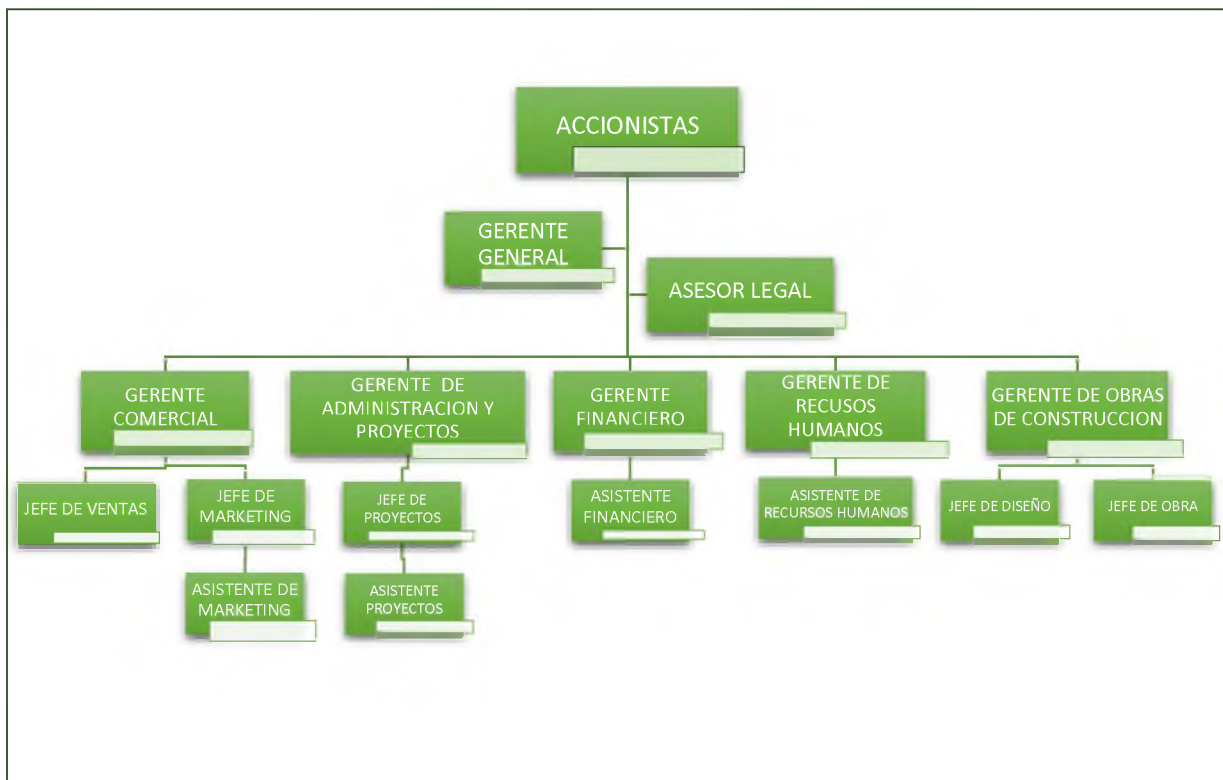 ACCIONISTAS
GERENTE
GENERAL
ASESOR LEGAL
GERENTE
COMERCIAL
GERENTE DE
ADMINISTRACION Y
PROYECTOS
GERENTE
FINANCIERO
GERENTE DE
RECUSOS
HUMANOS
GERENTE DE OBRAS
DE CONSTRUCCION
JEFE DE VENTAS
JEFE DE
MARKETING
JEFE DE
PROYECTOS
ASISTENTE
FINANCIERO
ASISTENTE DE
RECURSOS HUMANOS
JEFE DE DISEÑO
JEFE DE OBRA
ASISTENTE DE
MARKETING
ASISTENTE
PROYECTOS